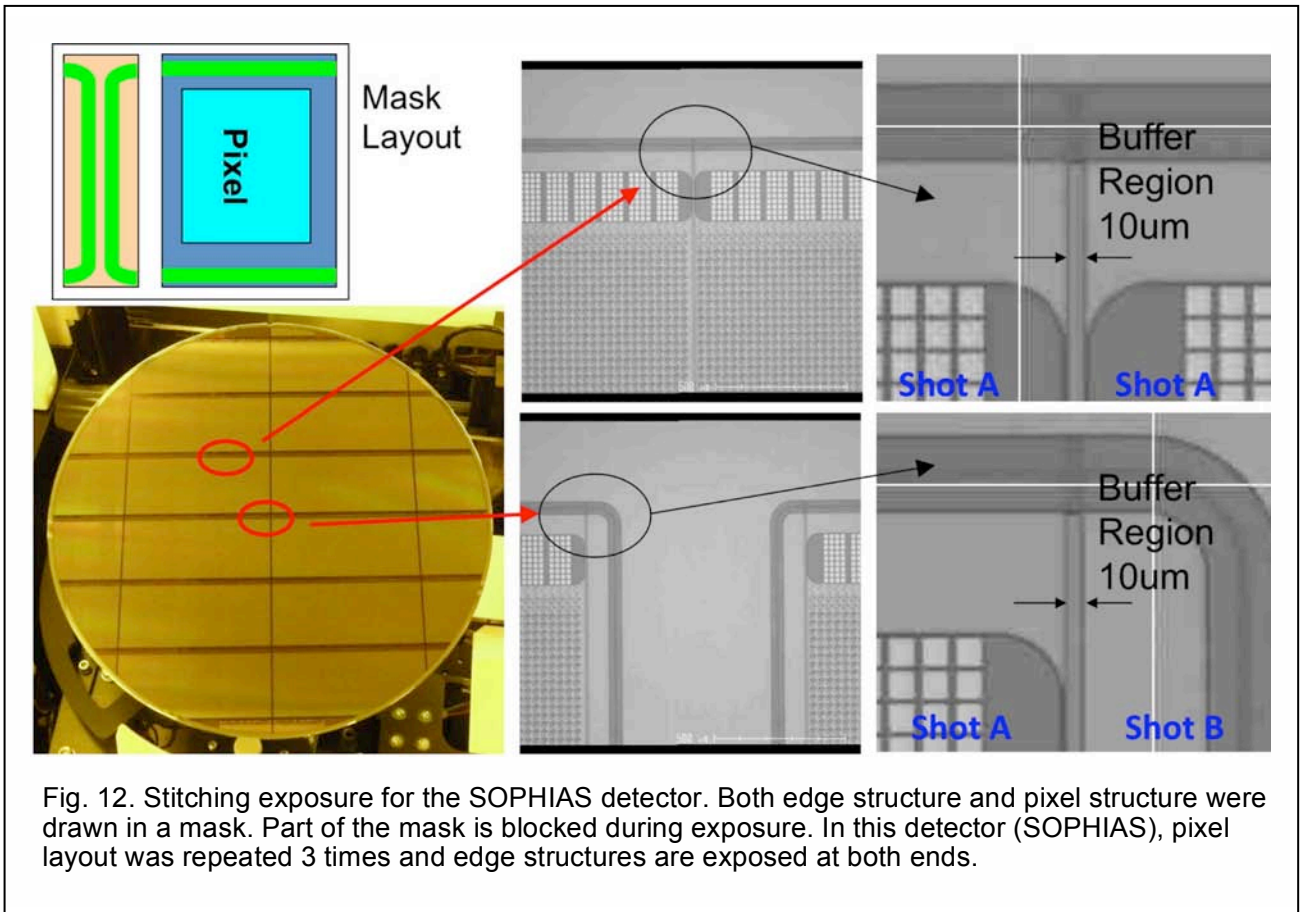 Mask
Layout
Pixel
Buffer
Region
10um
Shot A
Shot A
Buffer
Region
10um
Shot A
Shot B
Fig. 12. Stitching exposure for the SOPHIAS detector. Both edge structure and pixel structure were
drawn in a mask. Part of the mask is blocked during exposure. In this detector (SOPHIAS), pixel
layout was repeated 3 times and edge structures are exposed at both ends.